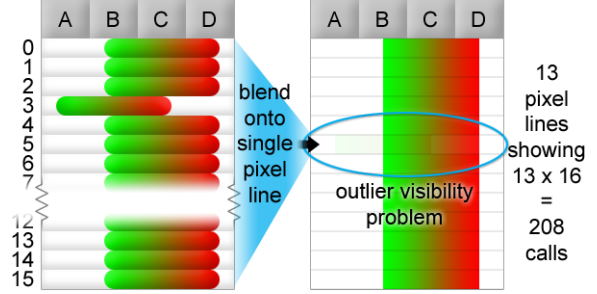 A B C D
0
1
2
3
4
5
6
7
12
13
14
15
blend
onto
single
pixel
line
A B C D
outlier visibility
problem
13
pixel
lines
showing
13 x 16
=
208
calls